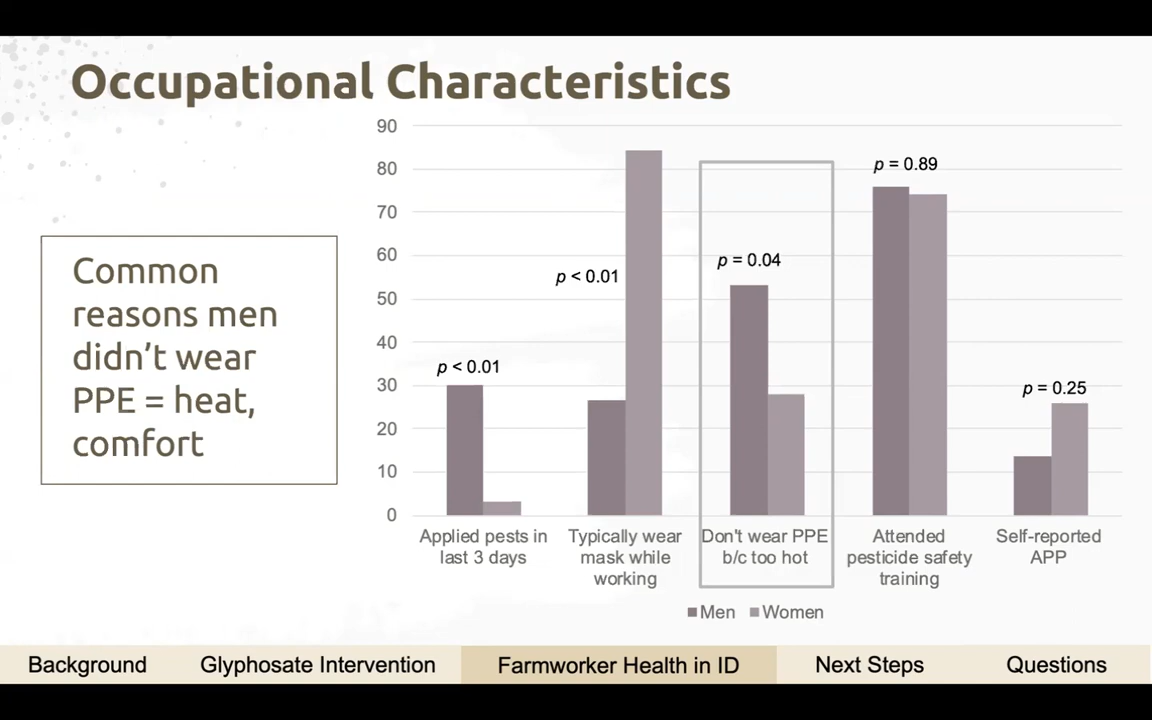 Occupational Characteristics
Common
reasons men
didn't wear
PPE = heat,
comfort
90
80
70
60
50
40
30
20
10
0
p < 0.01
p < 0.01
p = 0.04
p = 0.89
p = 0.25
Applied pests in
last 3 days
Typically wear
mask while
working
Don't wear PPE
b/c too hot
Attended
pesticide safety
training
Self-reported
APP
Men Women
Background Glyphosate Intervention Farmworker Health in ID Next Steps Questions